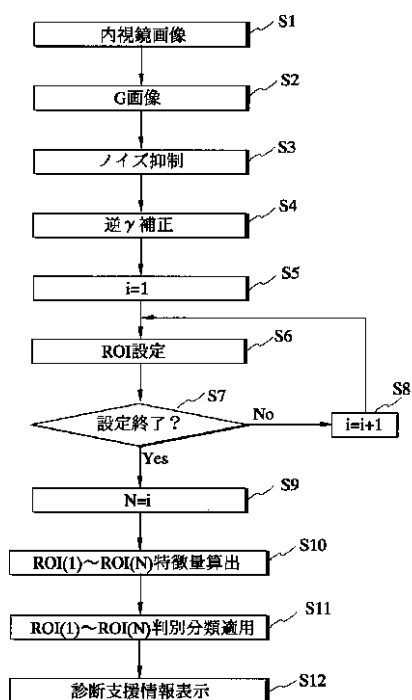 S1
内視鏡画像
S2
G画像
S3
ノイズ抑制
S4
逆γ補正
S5
i=1
S6
ROI設定
S7
設定終了？
No
S8
i=i+1
Yes
S9
N=i
S10
ROI(1)～ROI(N)特徴量算出
S11
ROI(1)～ROI(N)判別分類適用
S12
診断支援情報表示